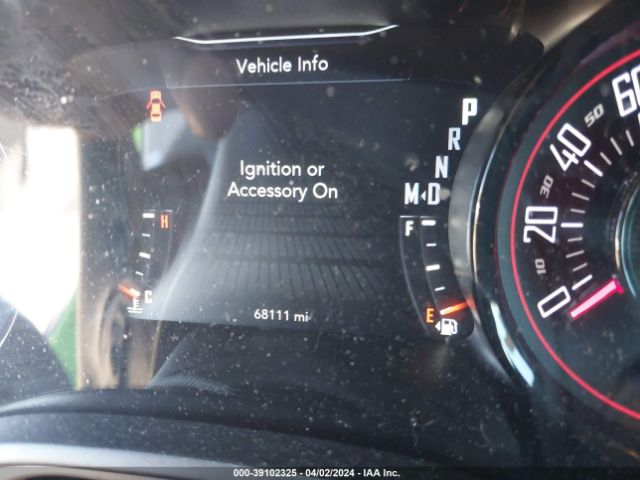 Vehicle Info
P
R
N
M◂D
Ignition or
Accessory On
H
C
F
E
68111 mi
0
10
20
30
40
50
60
000-39102325 | 04/02/2024 | IAA Inc.